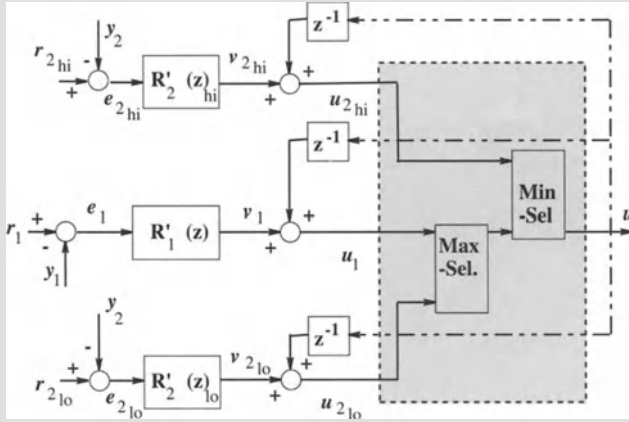 y2
z⁻¹
r2hi
-
+
e2hi
R'2 (z)hi
v2hi
+
+
u2hi
z⁻¹
Min
-Sel
r1
+
-
e1
R'1 (z)
v1
+
+
u1
Max
-Sel.
u
y1
y2
z⁻¹
-
+
r2lo
e2lo
R'2 (z)lo
v2lo
+
+
u2lo